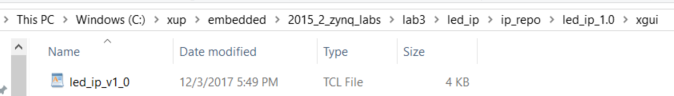 This PC > Windows (C:) > xup > embedded > 2015_2_zynq_labs > lab3 > led_ip > ip_repo > led_ip_1.0 > xgui
Name Date modified Type Size
led_ip_v1_0 12/3/2017 5:49 PM TCL File 4 KB